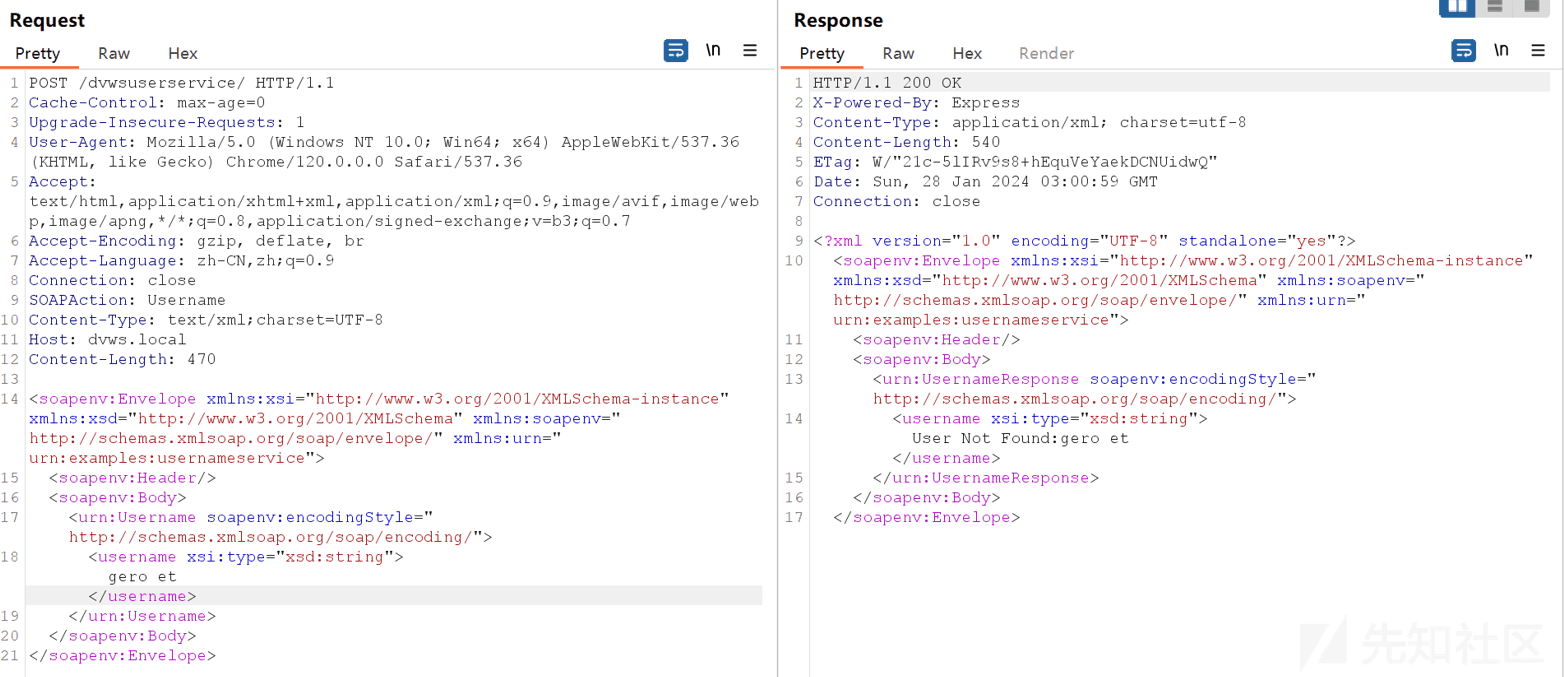 Request
Pretty Raw Hex \n
1 POST /dvwsuserservice/ HTTP/1.1
2 Cache-Control: max-age=0
3 Upgrade-Insecure-Requests: 1
4 User-Agent: Mozilla/5.0 (Windows NT 10.0; Win64; x64) AppleWebKit/537.36
(KHTML, like Gecko) Chrome/120.0.0.0 Safari/537.36
5 Accept:
text/html,application/xhtml+xml,application/xml;q=0.9,image/avif,image/web
p,image/apng,*/*;q=0.8,application/signed-exchange;v=b3;q=0.7
6 Accept-Encoding: gzip, deflate, br
7 Accept-Language: zh-CN,zh;q=0.9
8 Connection: close
9 SOAPAction: Username
10 Content-Type: text/xml;charset=UTF-8
11 Host: dvws.local
12 Content-Length: 470
13
14 <soapenv:Envelope xmlns:xsi="http://www.w3.org/2001/XMLSchema-instance"
xmlns:xsd="http://www.w3.org/2001/XMLSchema" xmlns:soapenv="
http://schemas.xmlsoap.org/soap/envelope/" xmlns:urn="
urn:examples:usernameservice">
15 <soapenv:Header/>
16 <soapenv:Body>
17 <urn:Username soapenv:encodingStyle="
http://schemas.xmlsoap.org/soap/encoding/">
18 <username xsi:type="xsd:string">
gero et
</username>
19 </urn:Username>
20 </soapenv:Body>
21 </soapenv:Envelope>
Response
Pretty Raw Hex Render \n
1 HTTP/1.1 200 OK
2 X-Powered-By: Express
3 Content-Type: application/xml; charset=utf-8
4 Content-Length: 540
5 ETag: W/"21c-5lIRv9s8+hEquVeYaekDCNUidwQ"
6 Date: Sun, 28 Jan 2024 03:00:59 GMT
7 Connection: close
8
9 <?xml version="1.0" encoding="UTF-8" standalone="yes"?>
10 <soapenv:Envelope xmlns:xsi="http://www.w3.org/2001/XMLSchema-instance"
xmlns:xsd="http://www.w3.org/2001/XMLSchema" xmlns:soapenv="
http://schemas.xmlsoap.org/soap/envelope/" xmlns:urn="
urn:examples:usernameservice">
11 <soapenv:Header/>
12 <soapenv:Body>
13 <urn:UsernameResponse soapenv:encodingStyle="
http://schemas.xmlsoap.org/soap/encoding/">
14 <username xsi:type="xsd:string">
User Not Found:gero et
</username>
15 </urn:UsernameResponse>
16 </soapenv:Body>
17 </soapenv:Envelope>
先知社区